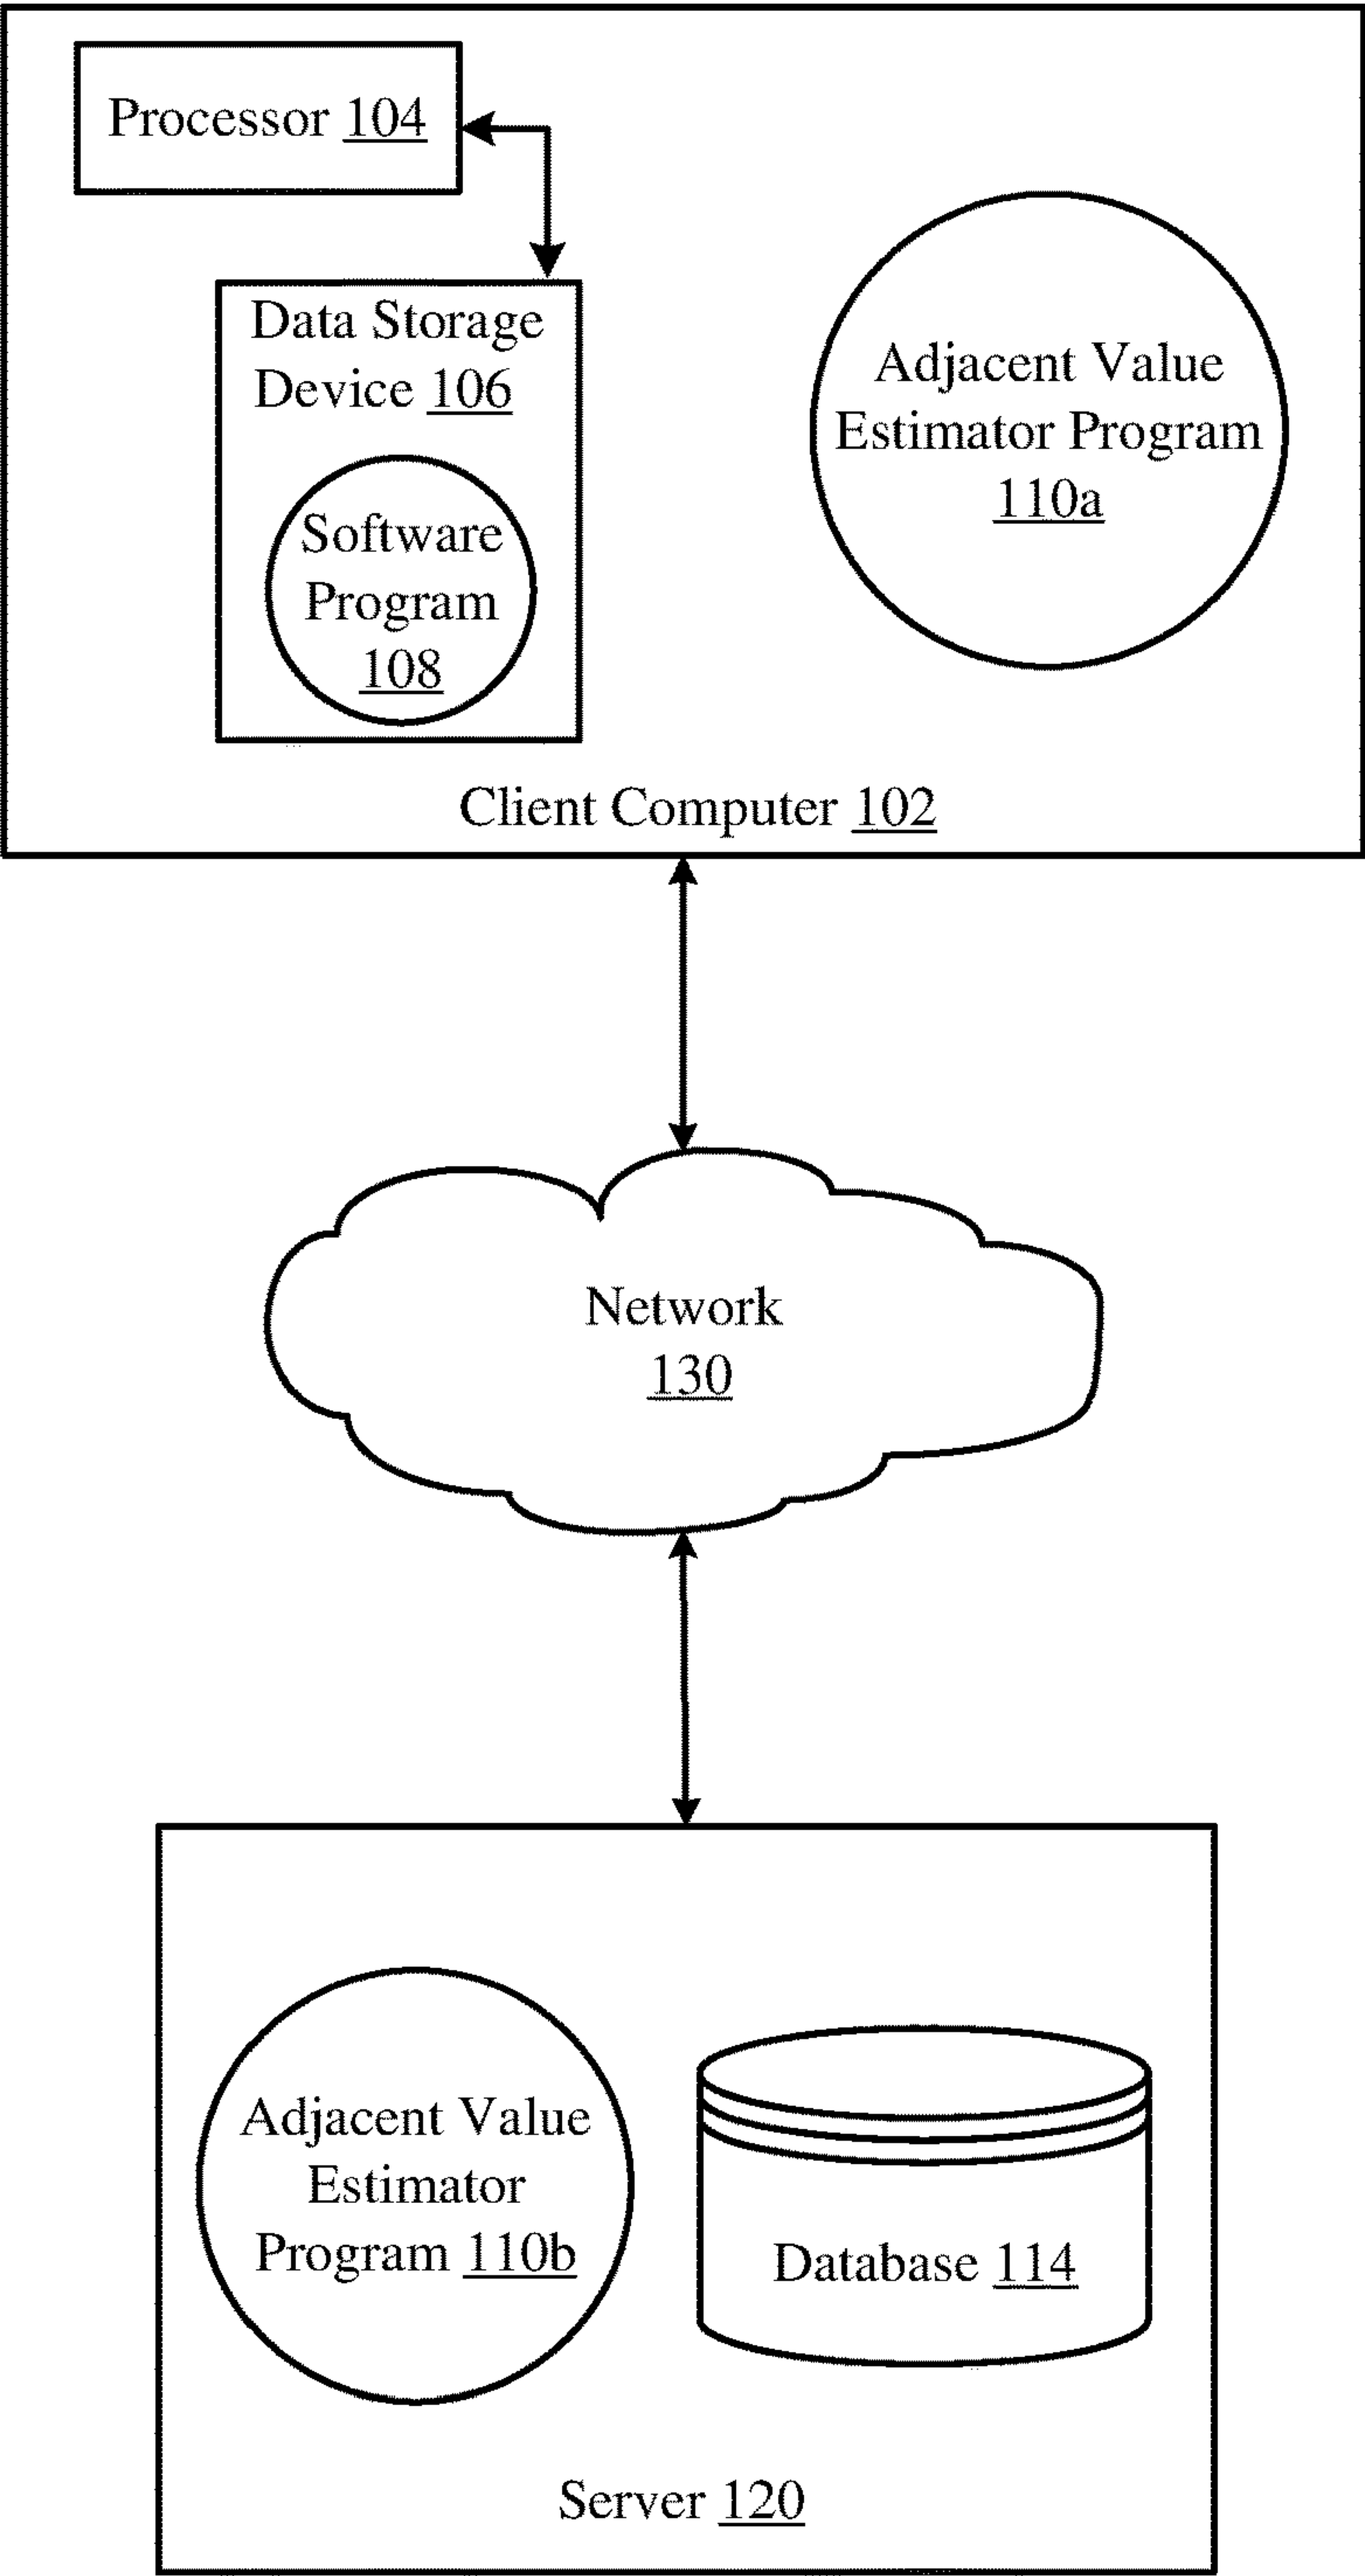 Processor 104
Data Storage
Device 106
Software
Program
108
Adjacent Value
Estimator Program
110a
Client Computer 102
Network
130
Adjacent Value
Estimator
Program 110b
Database 114
Server 120